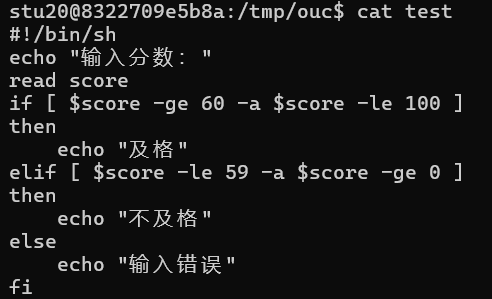 stu20@8322709e5b8a:/tmp/ouc$ cat test
#!/bin/sh
echo "输入分数："
read score
if [ $score -ge 60 -a $score -le 100 ]
then
    echo "及格"
elif [ $score -le 59 -a $score -ge 0 ]
then
    echo "不及格"
else
    echo "输入错误"
fi